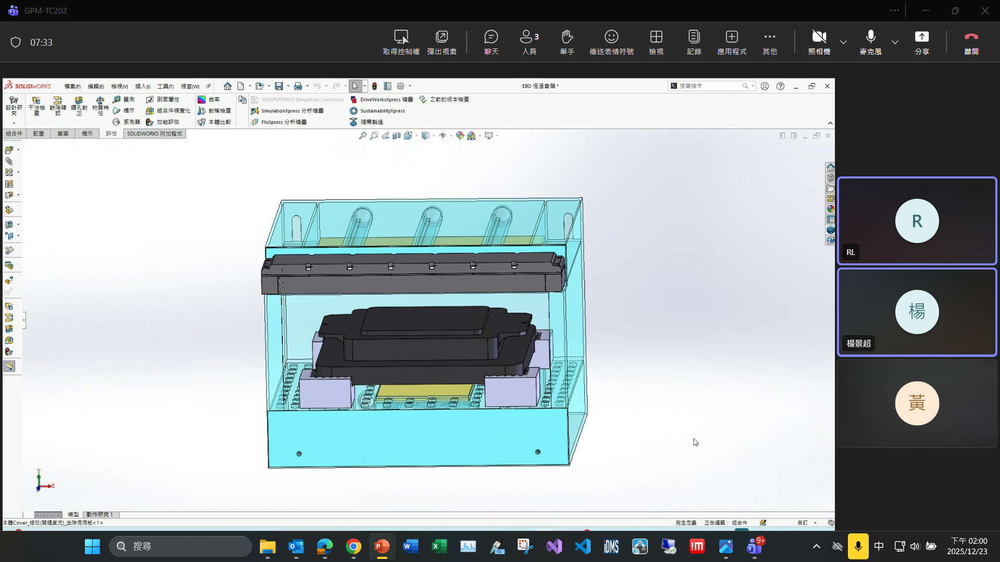 GPM-TC202
07:33
取得控制權 彈出視窗 聊天 人員 3 舉手 傳送表情符號 檢視 記錄 應用程式 其他 照相機 麥克風 分享 離開
SOLIDWORKS 檔案(F) 編輯(E) 檢視(V) 插入(I) 工具(T) 視窗(W) EBO 恆溫倉儲 * 搜尋指令
設計研究 干涉檢查 餘隙確認 鑽孔對正 物質特性 量測 標示 感測器 剖面屬性 組合件視覺化 效能評估 曲率 對稱檢查 本體比較
3DEXPERIENCE Simulation Connector DriveWorksXpress 精靈 之前的版本檢查
SimulationXpress 分析精靈 SustainabilityXpress
FloXpress 分析精靈 隨需製造
組合件 配置 草圖 標示 評估 SOLIDWORKS 附加程式
R
RL
楊
楊景超
黃
Y
X
Z
模型 動作研究 1
本體Cover_修改(開縫氣流)_去除洞洞板<1> 完全定義 正在編輯: 組合件 自訂
搜尋
CL
iDMS
9+
中
下午 02:00
2025/12/23